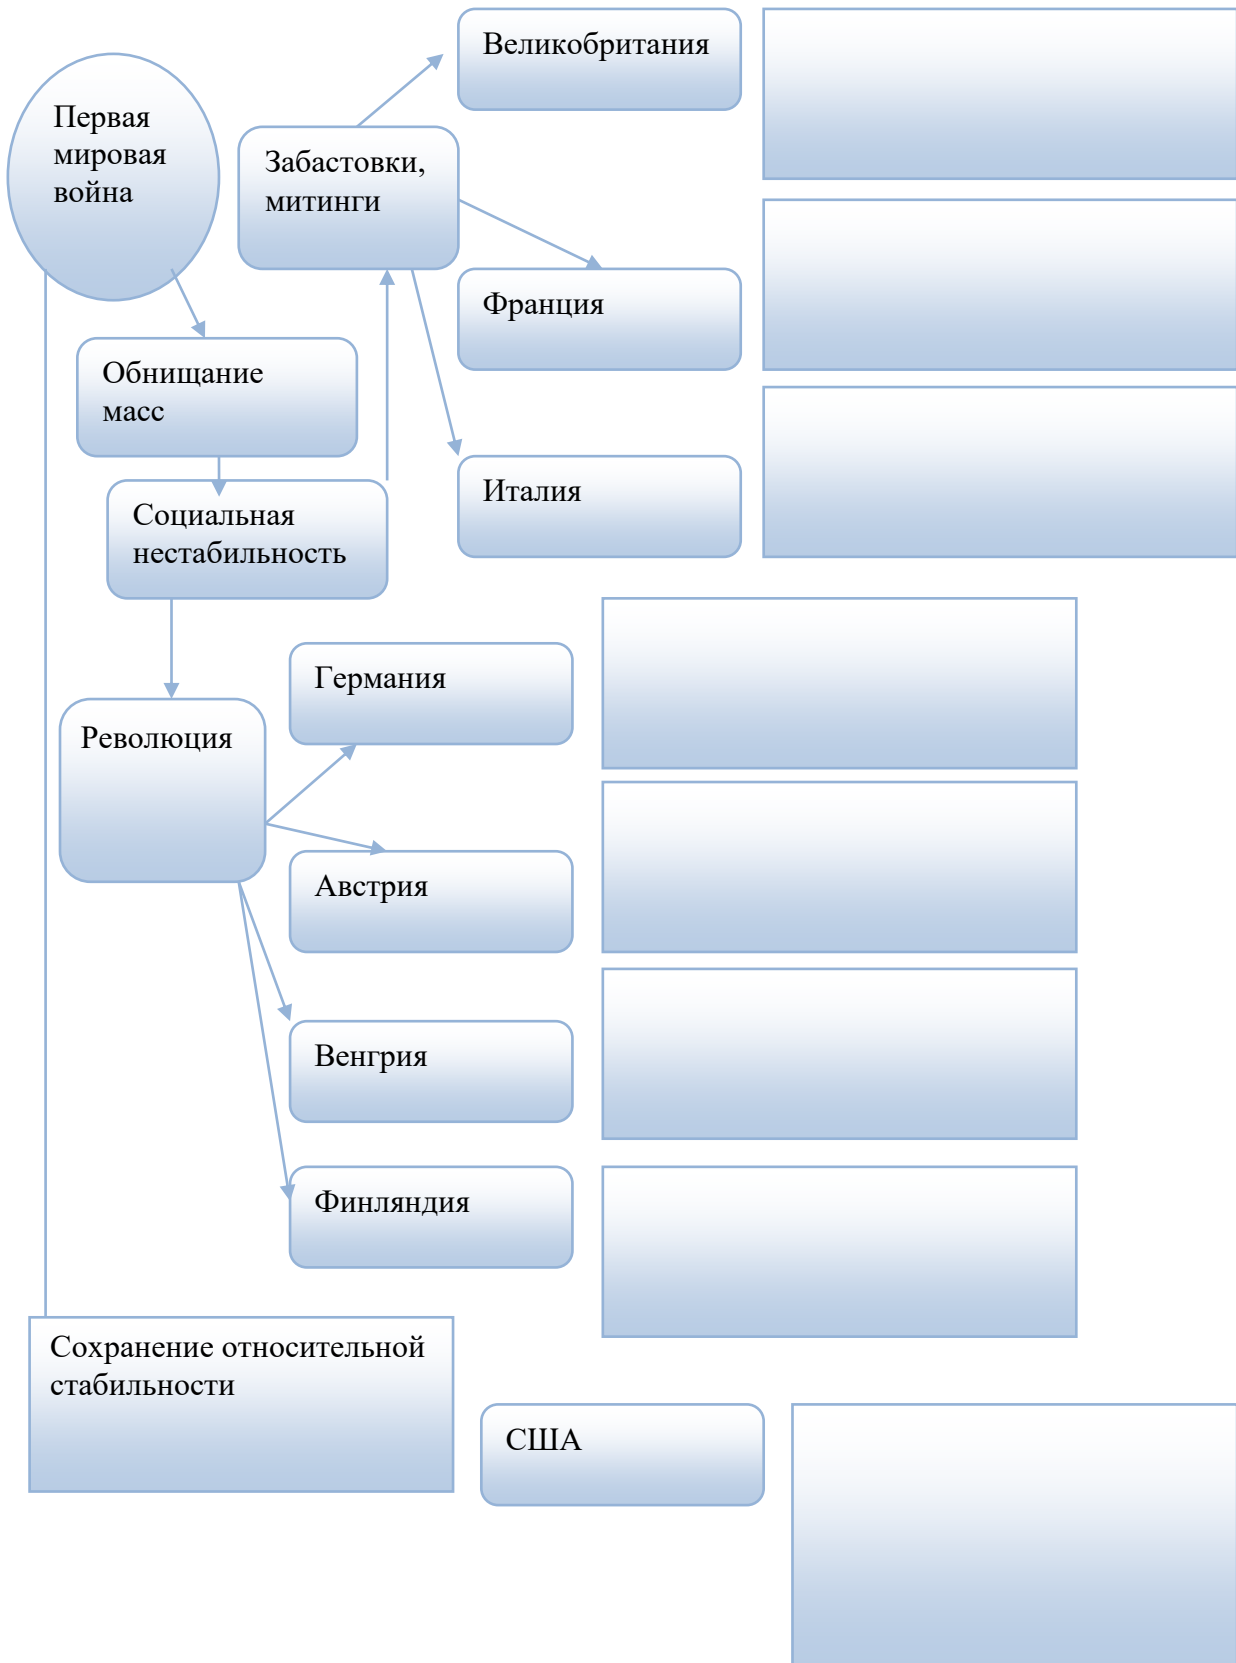 Первая
мировая
война
Забастовки,
митинги
Великобритания
Франция
Италия
Обнищание
масс
Социальная
нестабильность
Революция
Германия
Австрия
Венгрия
Финляндия
Сохранение относительной
стабильности
США